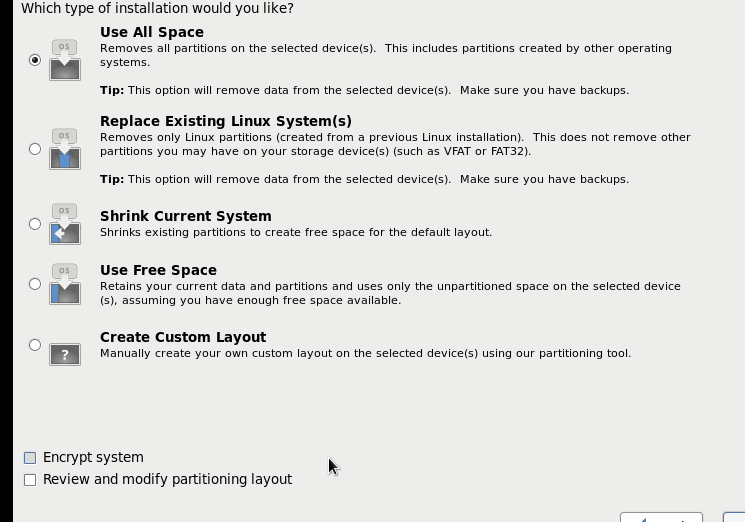 Which type of installation would you like?
OS
Use All Space
Removes all partitions on the selected device(s).  This includes partitions created by other operating
systems.
Tip: This option will remove data from the selected device(s).  Make sure you have backups.
OS
Replace Existing Linux System(s)
Removes only Linux partitions (created from a previous Linux installation).  This does not remove other
partitions you may have on your storage device(s) (such as VFAT or FAT32).
Tip: This option will remove data from the selected device(s).  Make sure you have backups.
OS
Shrink Current System
Shrinks existing partitions to create free space for the default layout.
OS
Use Free Space
Retains your current data and partitions and uses only the unpartitioned space on the selected device
(s), assuming you have enough free space available.
?
Create Custom Layout
Manually create your own custom layout on the selected device(s) using our partitioning tool.
Encrypt system
Review and modify partitioning layout